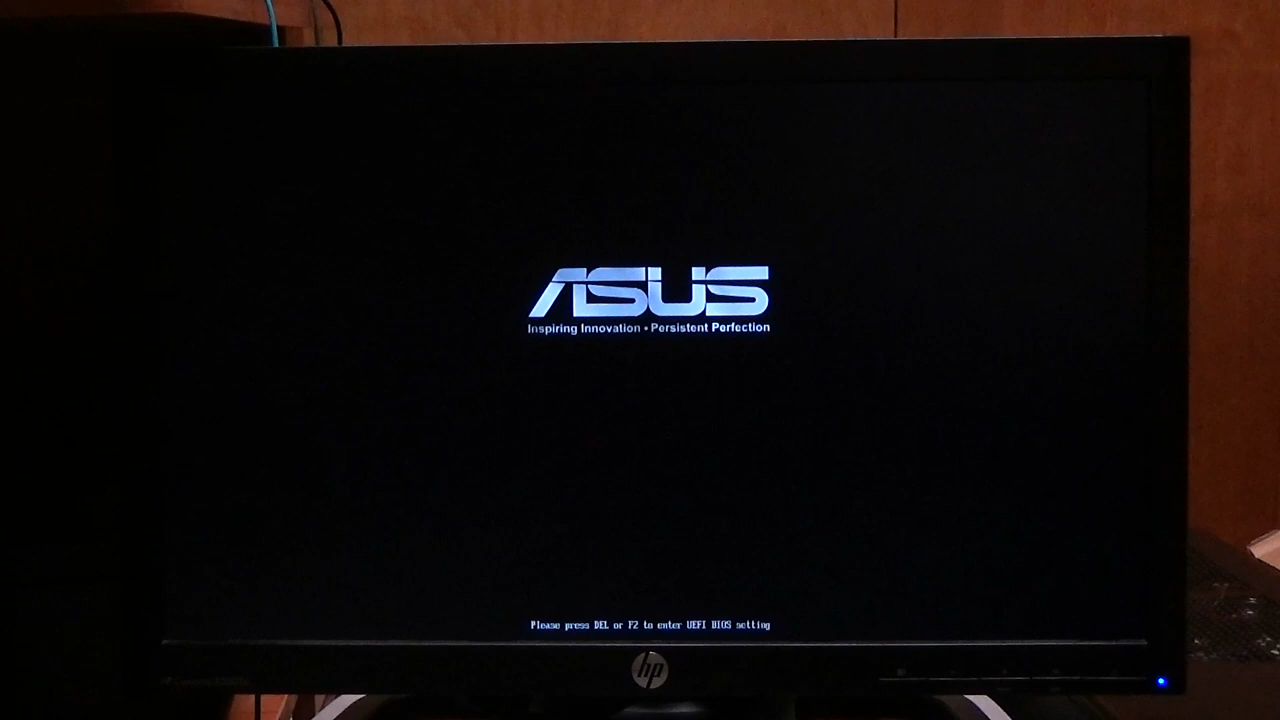 ASUS
Inspiring Innovation • Persistent Perfection
Please press DEL or F2 to enter UEFI BIOS setting
hp